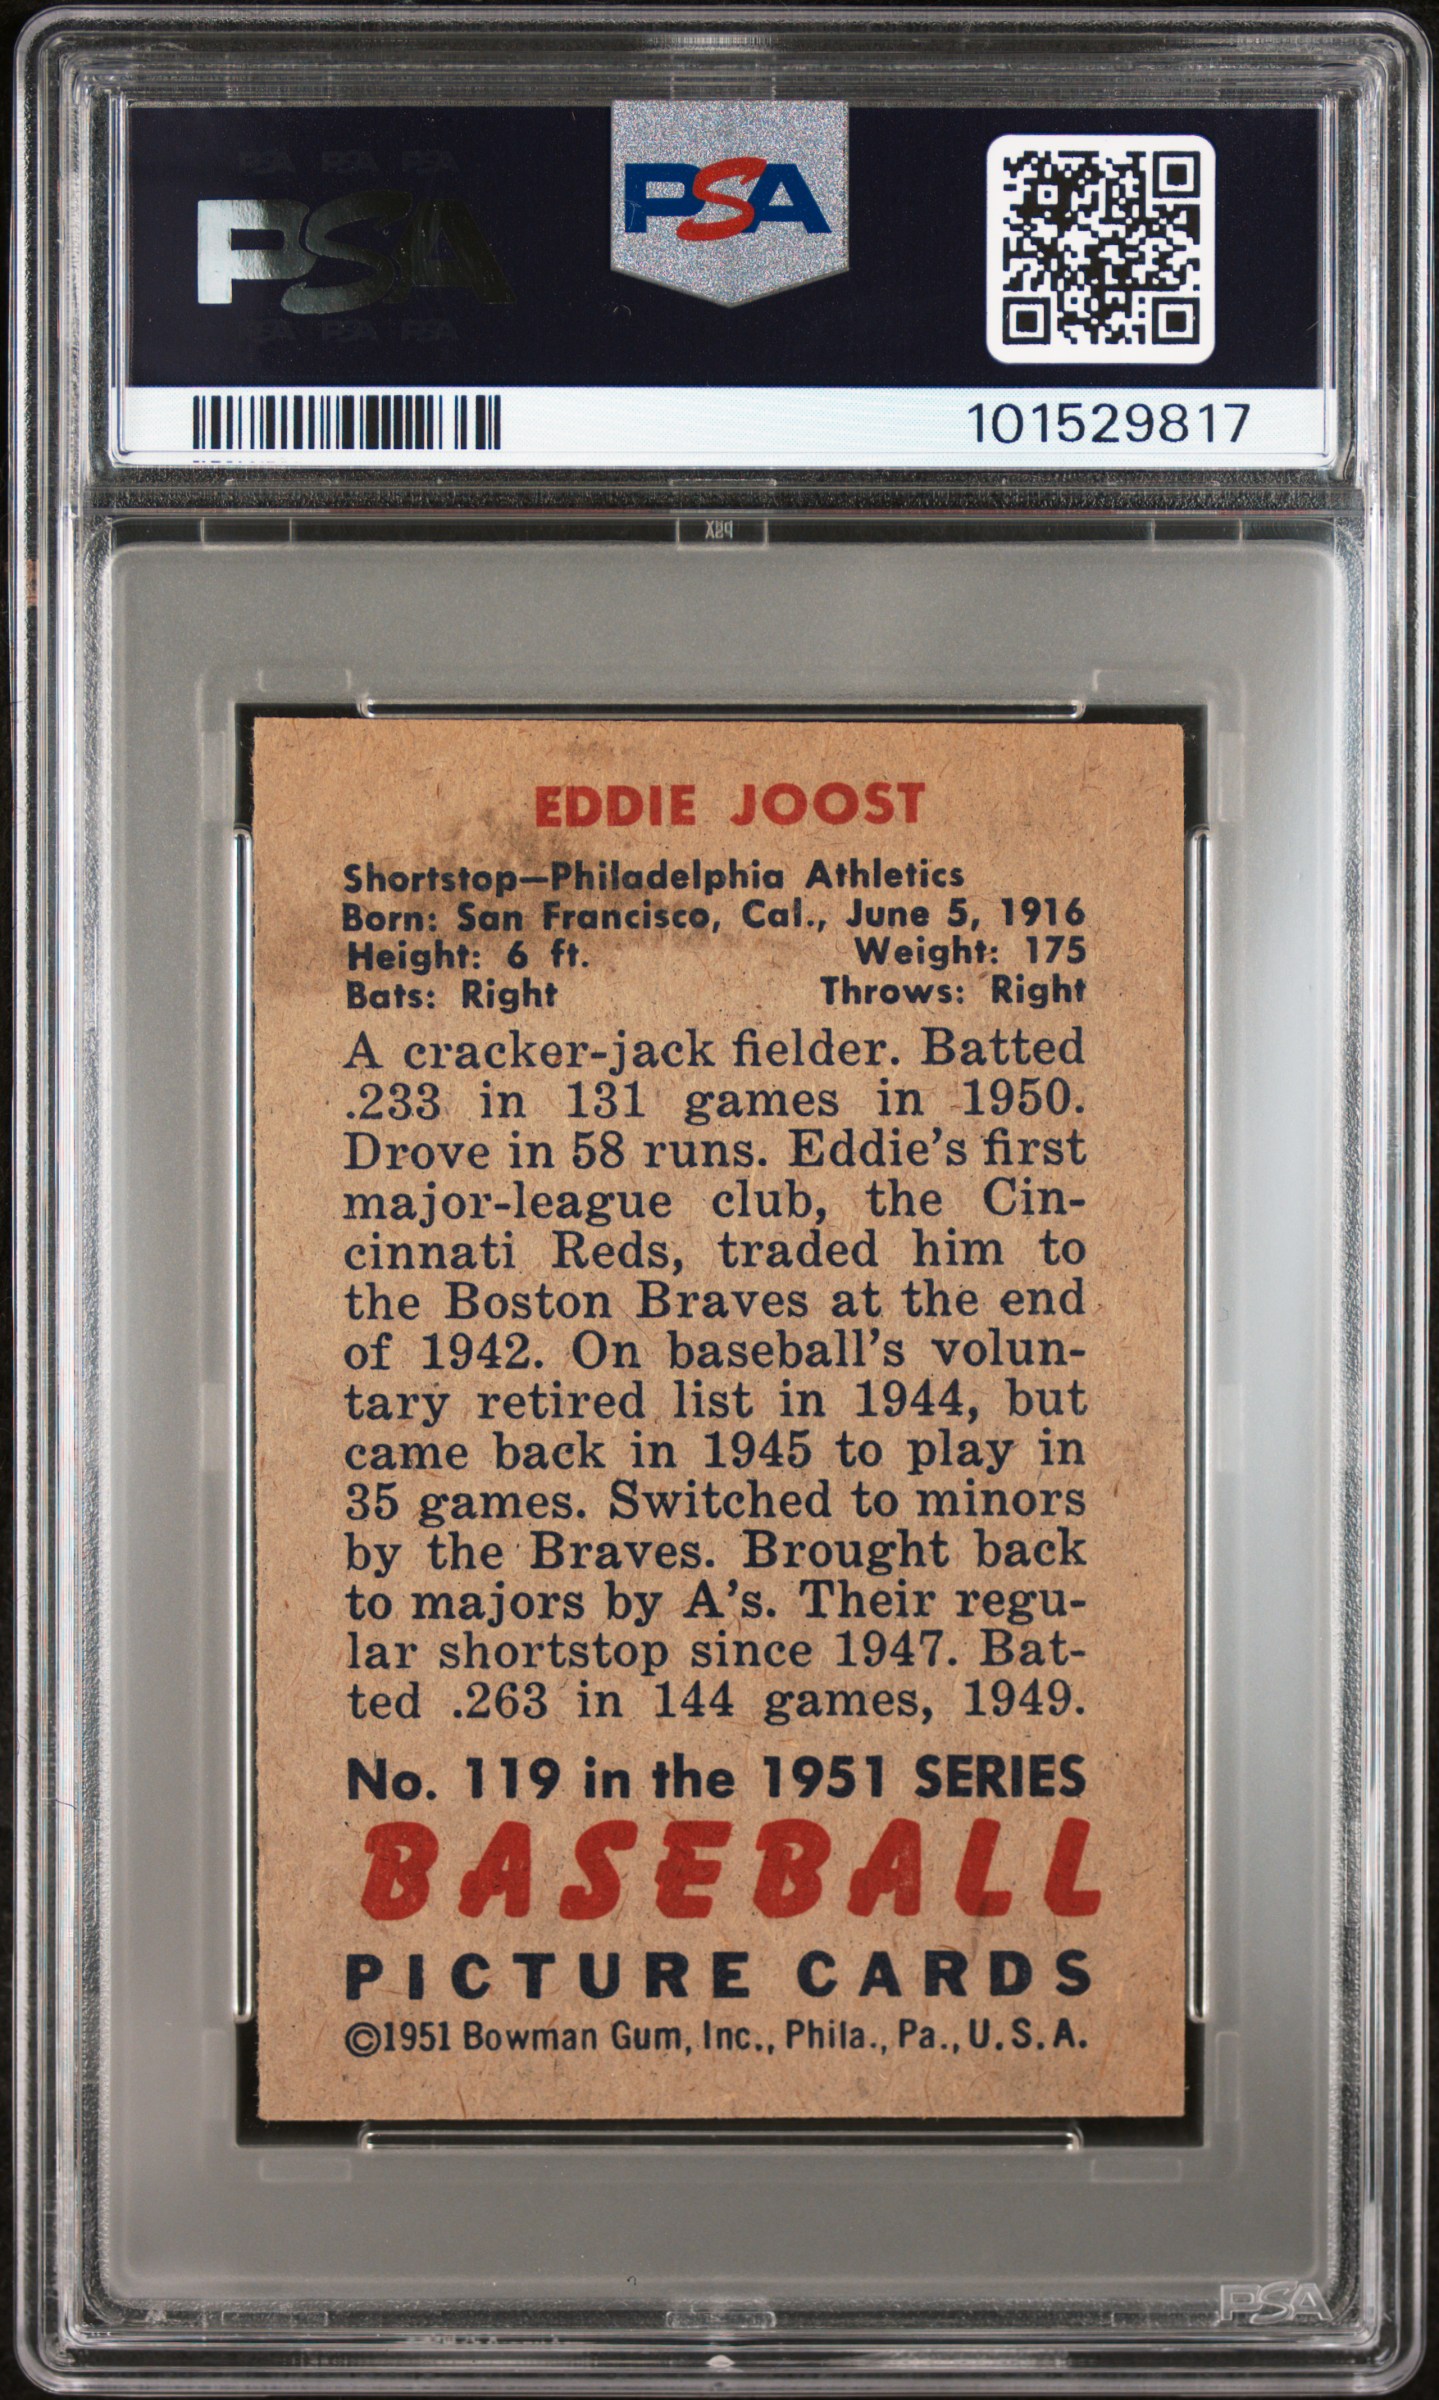 PSA PSA PSA
PSA
PSA
PSA PSA PSA
101529817
EDDIE JOOST
Shortstop—Philadelphia Athletics
Born: San Francisco, Cal., June 5, 1916
Height: 6 ft. Weight: 175
Bats: Right Throws: Right
A cracker-jack fielder. Batted
.233 in 131 games in 1950.
Drove in 58 runs. Eddie's first
major-league club, the Cin-
cinnati Reds, traded him to
the Boston Braves at the end
of 1942. On baseball's volun-
tary retired list in 1944, but
came back in 1945 to play in
35 games. Switched to minors
by the Braves. Brought back
to majors by A's. Their regu-
lar shortstop since 1947. Bat-
ted .263 in 144 games, 1949.
No. 119 in the 1951 SERIES
BASEBALL
PICTURE CARDS
©1951 Bowman Gum, Inc., Phila., Pa., U.S.A.
PSA